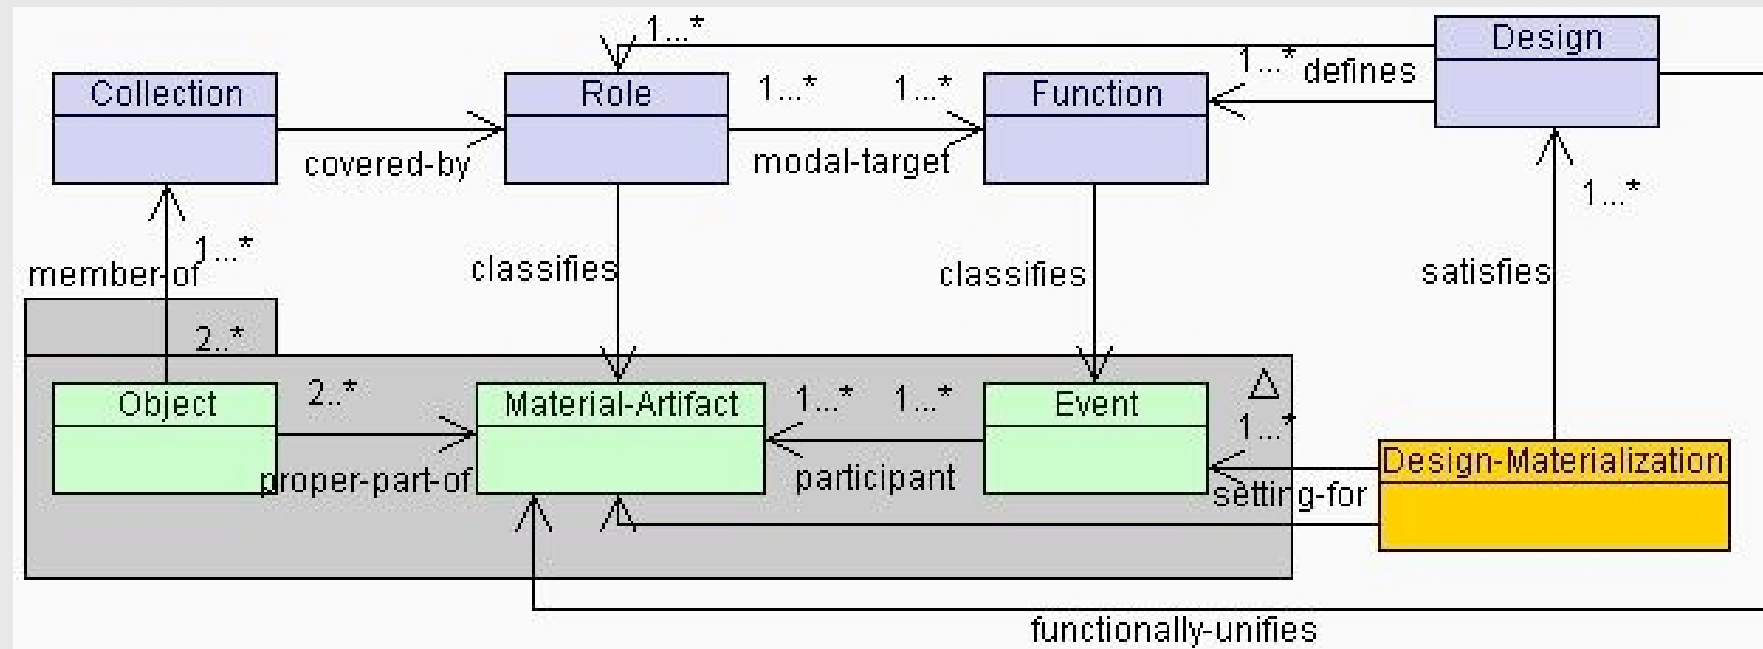 1...*
Design
Collection
Role
1...*
1...*
Function
1...*
defines
covered-by
modal-target
1...*
member-of
1...*
classifies
classifies
satisfies
2..*
Object
2..*
Material-Artifact
1...*
1...*
Event
1...*
proper-part-of
participant
setting-for
Design-Materialization
functionally-unifies